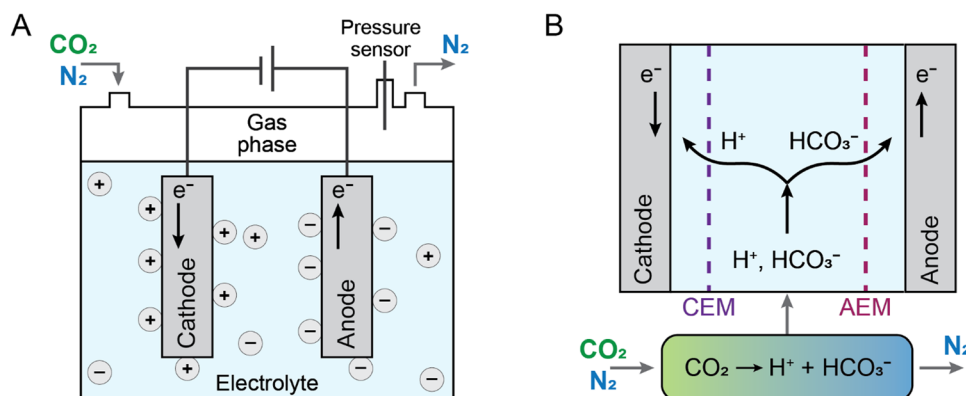 A
CO₂
N₂
Pressure
sensor
N₂
Gas
phase
+
e⁻
e⁻
+
+
+
−
−
+
+
−
+
+
Cathode
Anode
+
−
−
−
+
−
−
−
Electrolyte
B
e⁻
e⁻
H⁺
HCO₃⁻
Cathode
H⁺, HCO₃⁻
Anode
CEM
AEM
CO₂
N₂
CO₂ → H⁺ + HCO₃⁻
N₂